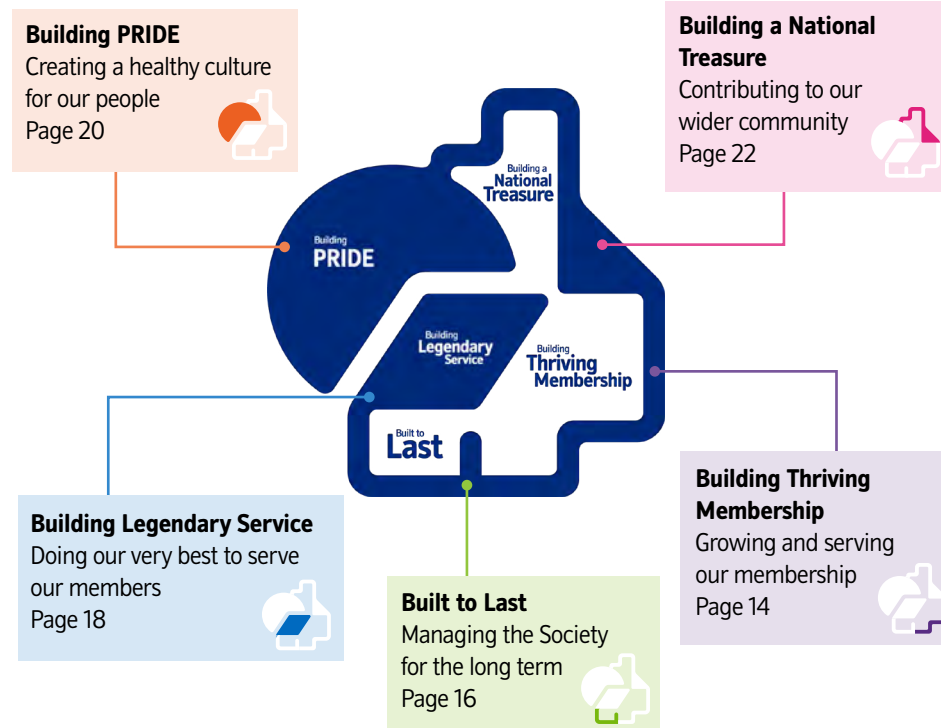 Building PRIDE
Creating a healthy culture
for our people
Page 20
Building a National
Treasure
Contributing to our
wider community
Page 22
Building a
National
Treasure
Building
PRIDE
Building
Legendary
Service
Building
Thriving
Membership
Built to
Last
Building Legendary Service
Doing our very best to serve
our members
Page 18
Built to Last
Managing the Society
for the long term
Page 16
Building Thriving
Membership
Growing and serving
our membership
Page 14